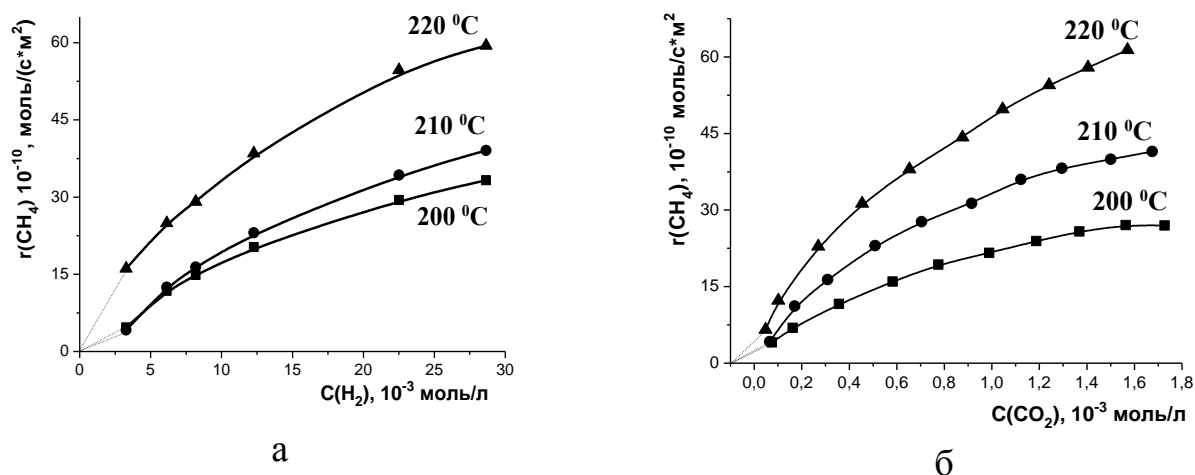 r(CH₄) 10⁻¹⁰, моль/(с*м²)
60
45
30
15
0
220 ⁰C
210 ⁰C
200 ⁰C
0 5 10 15 20 25 30
C(H₂), 10⁻³ моль/л
а
r(CH₄), 10⁻¹⁰ моль/с*м²
60
45
30
15
0
220 ⁰C
210 ⁰C
200 ⁰C
0,0 0,2 0,4 0,6 0,8 1,0 1,2 1,4 1,6 1,8
C(CO₂), 10⁻³ моль/л
б